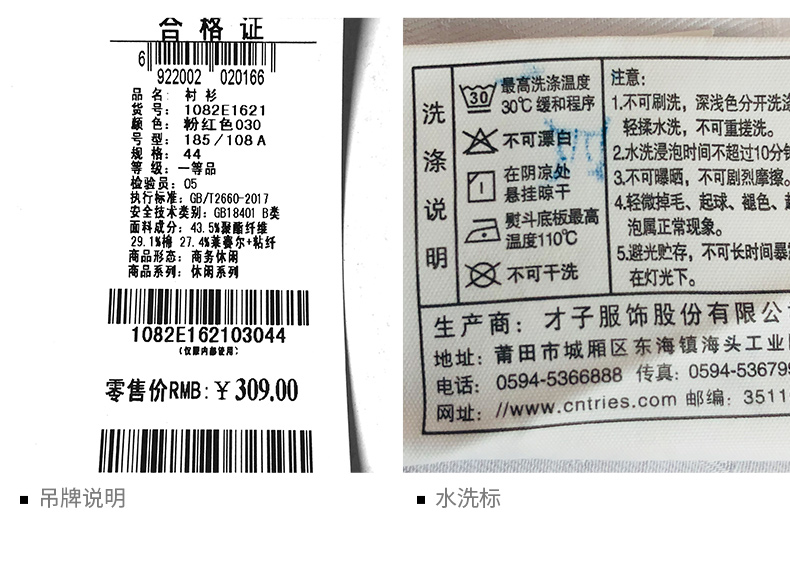 合格证
6 922002 020166
品名: 衬衫
货号: 1082E1621
颜色: 粉红色030
号型: 185/108A
规格: 44
等级: 一等品
检验员: 05
执行标准: GB/T2660-2017
安全技术类别: GB18401 B类
面料成分: 43.5%聚酯纤维
29.1%棉 27.4%莱赛尔+粘纤
商品形态: 商务休闲
商品系列: 休闲系列
1082E162103044
(仅限内部使用)
零售价RMB: ¥ 309.00
吊牌说明
洗涤说明
30
最高洗涤温度
30℃ 缓和程序
不可漂白
在阴凉处
悬挂晾干
熨斗底板最高
温度110℃
不可干洗
注意:
1.不可刷洗，深浅色分开洗涤
轻揉水洗，不可重搓洗。
2.水洗浸泡时间不超过10分钟
3.不可曝晒，不可剧烈摩擦。
4.轻微掉毛、起球、褪色、起
泡属正常现象。
5.避光贮存，不可长时间暴露
在灯光下。
生产商: 才子服饰股份有限公
地址: 莆田市城厢区东海镇海头工业
电话: 0594-5366888 传真: 0594-536799
网址: //www.cntries.com 邮编: 35111
水洗标